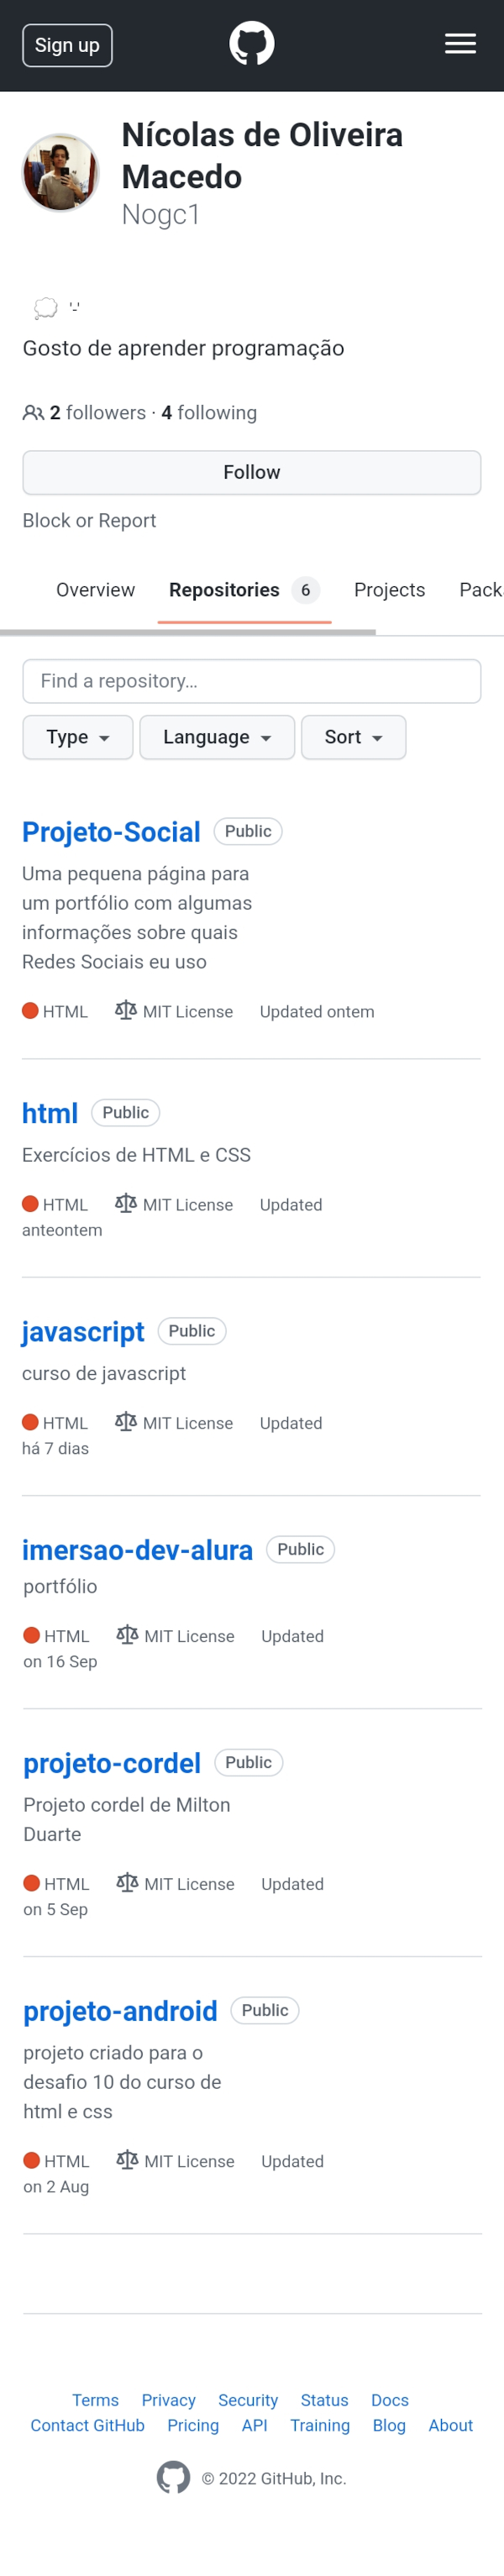 Sign up
Nícolas de Oliveira
Macedo
Nogc1
'-'
Gosto de aprender programação
2 followers · 4 following
Follow
Block or Report
Overview Repositories 6 Projects Pack
Find a repository...
Type Language Sort
Projeto-Social Public
Uma pequena página para
um portfólio com algumas
informações sobre quais
Redes Sociais eu uso
HTML MIT License Updated ontem
html Public
Exercícios de HTML e CSS
HTML MIT License Updated
anteontem
javascript Public
curso de javascript
HTML MIT License Updated
há 7 dias
imersao-dev-alura Public
portfólio
HTML MIT License Updated
on 16 Sep
projeto-cordel Public
Projeto cordel de Milton
Duarte
HTML MIT License Updated
on 5 Sep
projeto-android Public
projeto criado para o
desafio 10 do curso de
html e css
HTML MIT License Updated
on 2 Aug
Terms Privacy Security Status Docs
Contact GitHub Pricing API Training Blog About
© 2022 GitHub, Inc.